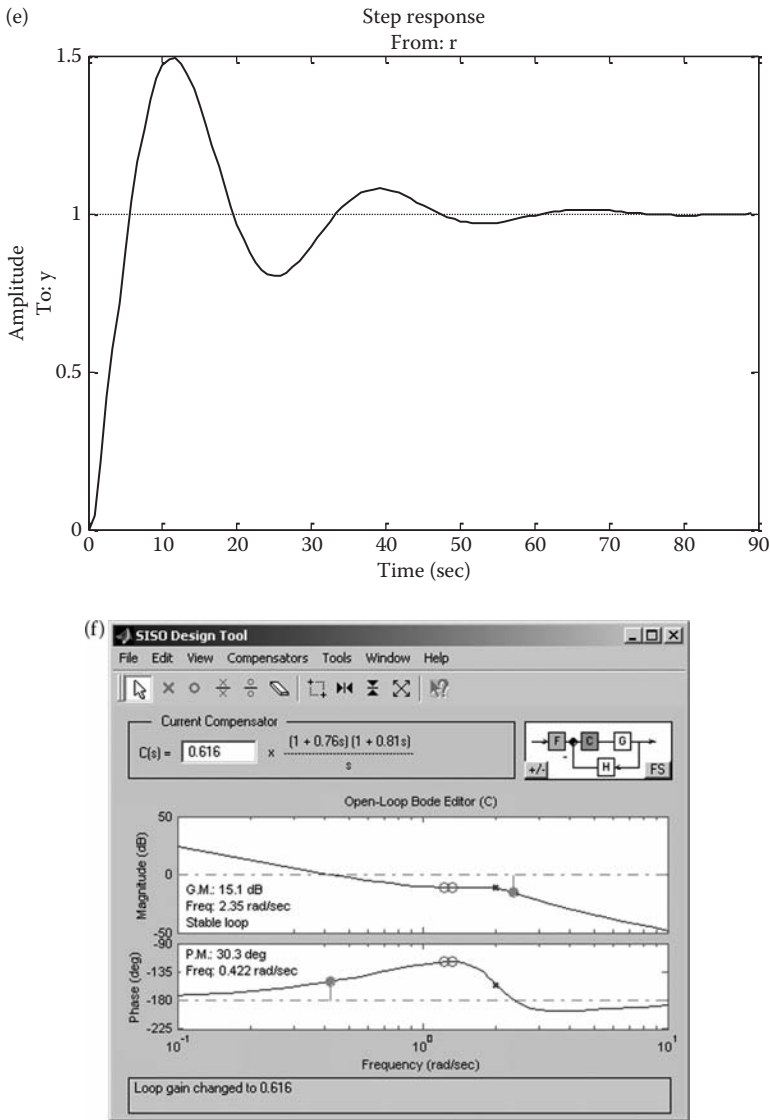 (e)
Step response
From: r
1.5
1
0.5
0
Amplitude
To: y
0 10 20 30 40 50 60 70 80 90
Time (sec)
(f)
SISO Design Tool
File Edit View Compensators Tools Window Help
Current Compensator
C(s) = 0.616 x (1 + 0.76s) (1 + 0.81s)
s
F C G
H
+/-
FS
Open-Loop Bode Editor (C)
50
0
-50
Magnitude (dB)
G.M.: 15.1 dB
Freq: 2.35 rad/sec
Stable loop
-90
-135
-180
-225
Phase (deg)
P.M.: 30.3 deg
Freq: 0.422 rad/sec
10-1 100 101
Frequency (rad/sec)
Loop gain changed to 0.616